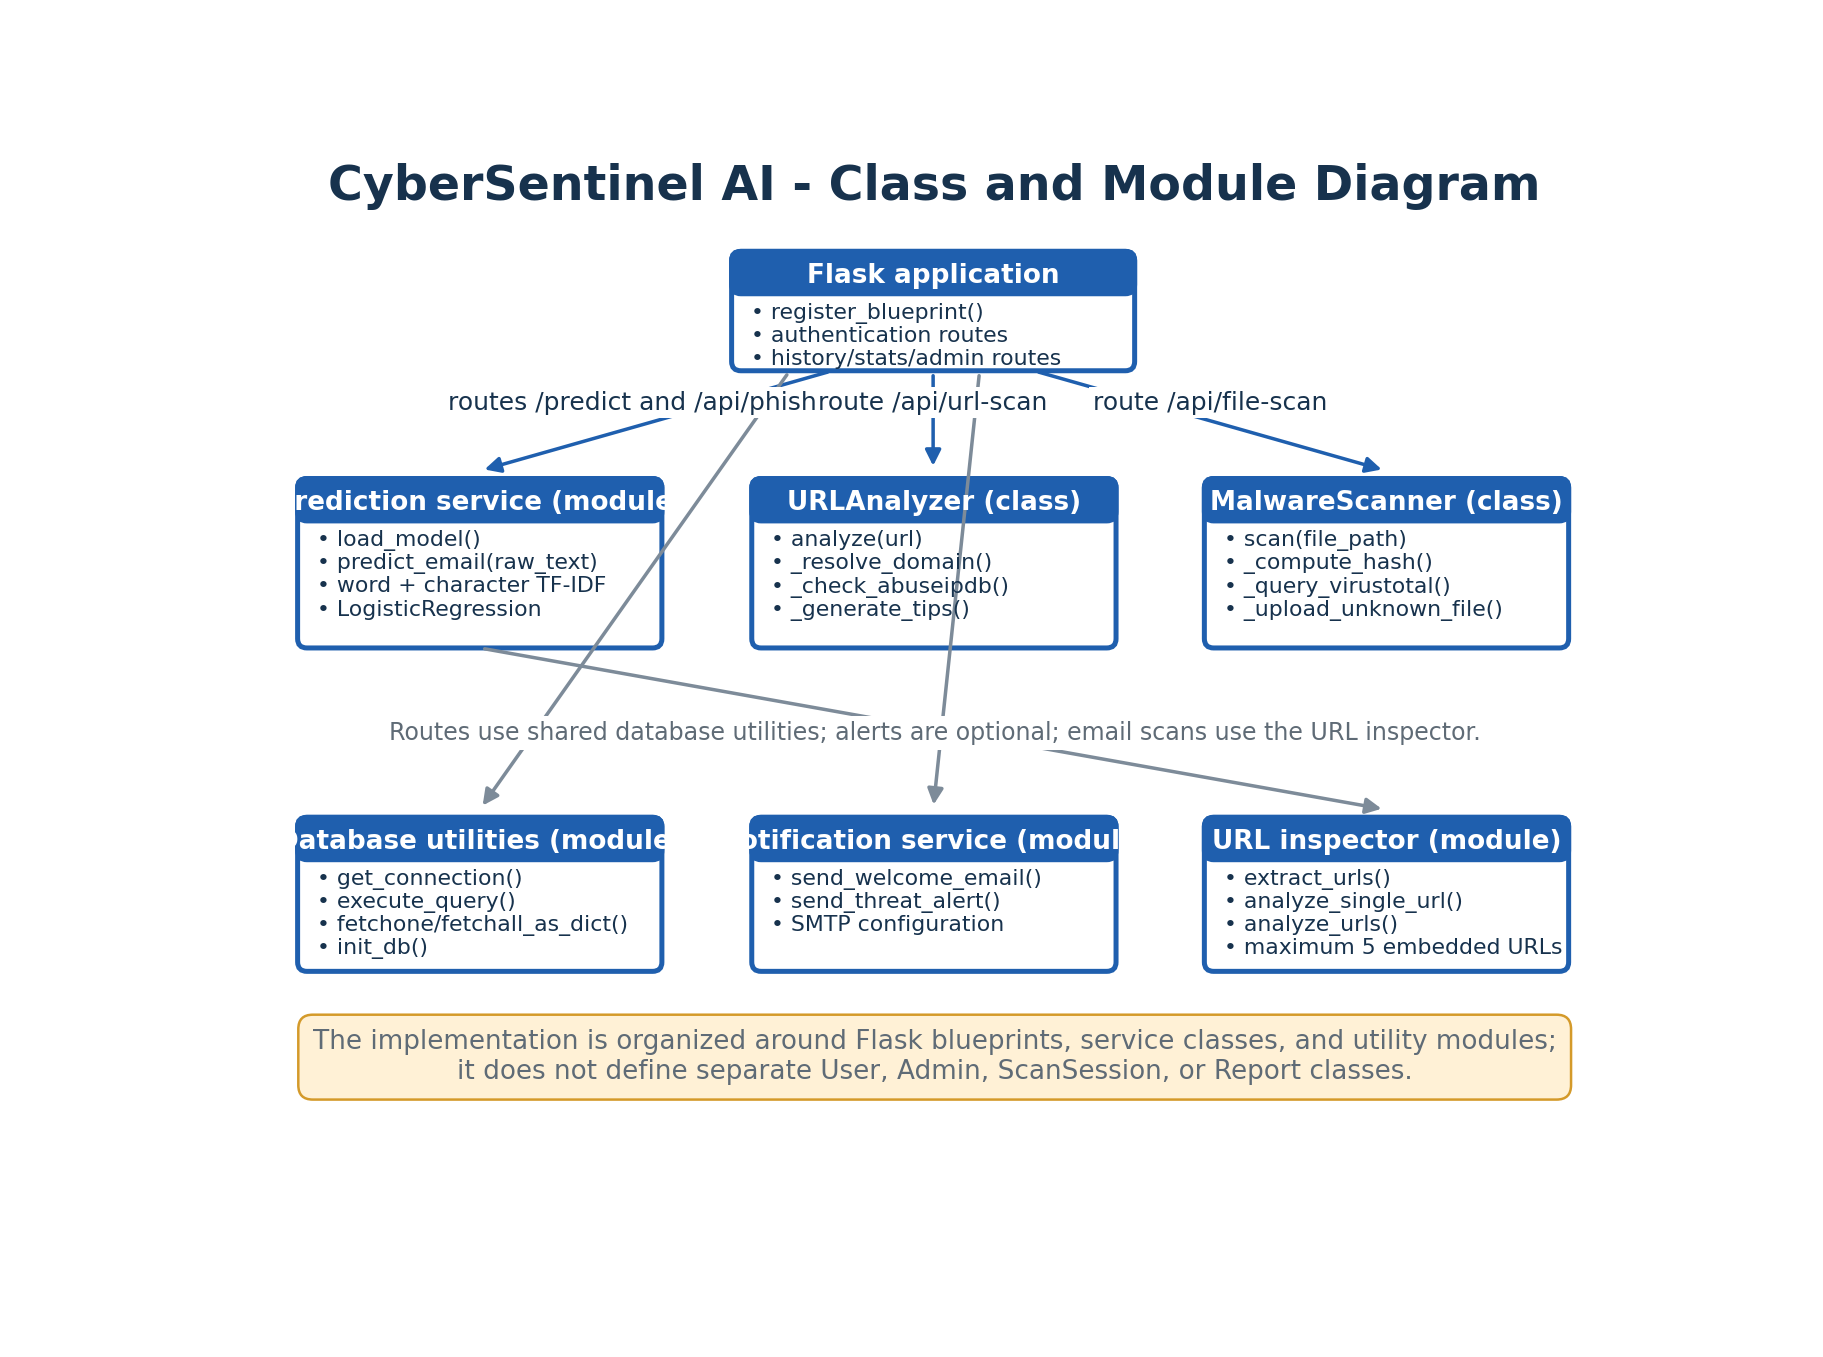 CyberSentinel AI - Class and Module Diagram
Flask application
• register_blueprint()
• authentication routes
• history/stats/admin routes
routes /predict and /api/phish
route /api/url-scan
route /api/file-scan
rediction service (module
• load_model()
• predict_email(raw_text)
• word + character TF-IDF
• LogisticRegression
URLAnalyzer (class)
• analyze(url)
• _resolve_domain()
• _check_abuseipdb()
• _generate_tips()
MalwareScanner (class)
• scan(file_path)
• _compute_hash()
• _query_virustotal()
• _upload_unknown_file()
Routes use shared database utilities; alerts are optional; email scans use the URL inspector.
Database utilities (module
• get_connection()
• execute_query()
• fetchone/fetchall_as_dict()
• init_db()
otification service (modul
• send_welcome_email()
• send_threat_alert()
• SMTP configuration
URL inspector (module)
• extract_urls()
• analyze_single_url()
• analyze_urls()
• maximum 5 embedded URLs
The implementation is organized around Flask blueprints, service classes, and utility modules;
it does not define separate User, Admin, ScanSession, or Report classes.